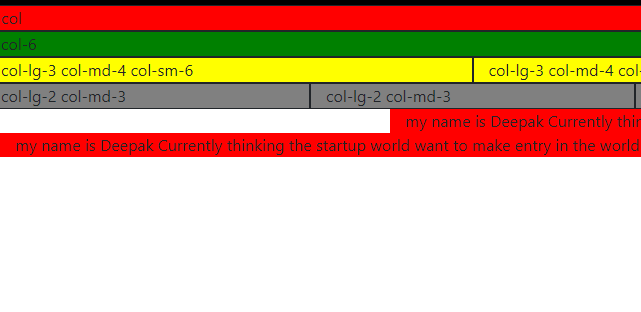 col
col-6
col-lg-3 col-md-4 col-sm-6 col-lg-3 col-md-4 col-
col-lg-2 col-md-3 col-lg-2 col-md-3
my name is Deepak Currently thin
my name is Deepak Currently thinking the startup world want to make entry in the world